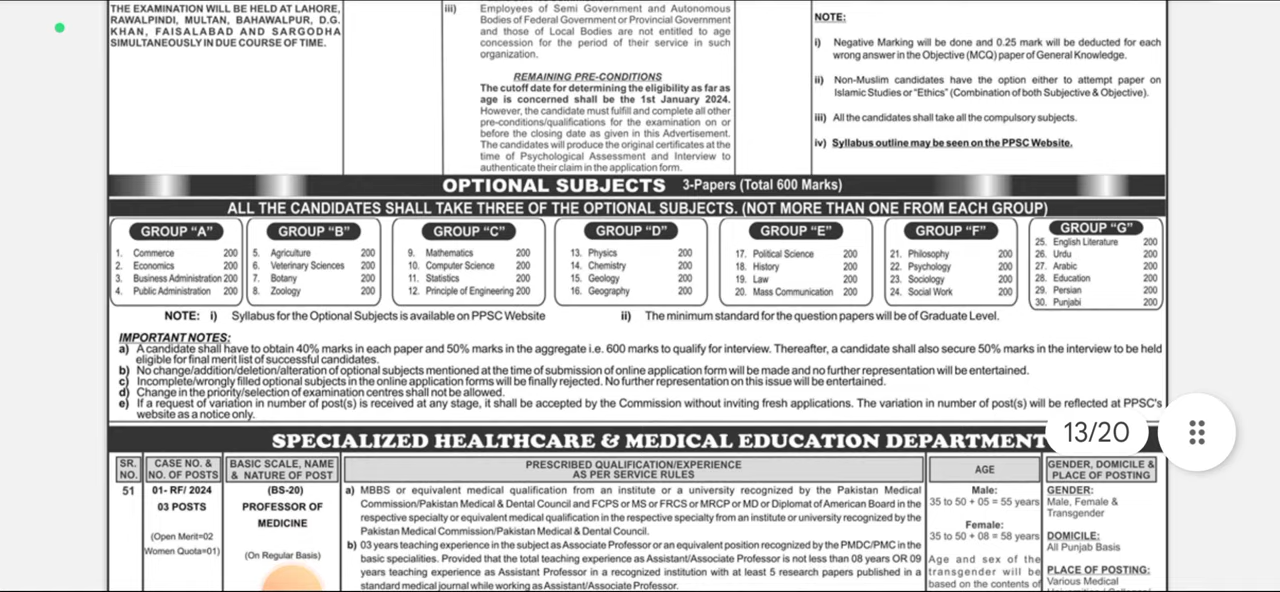 THE EXAMINATION WILL BE HELD AT LAHORE,
RAWALPINDI, MULTAN, BAHAWALPUR, D.G.
KHAN, FAISALABAD AND SARGODHA
SIMULTANEOUSLY IN DUE COURSE OF TIME.
iii) Employees of Semi Government and Autonomous
Bodies of Federal Government or Provincial Government
and those of Local Bodies are not entitled to age
concession for the period of their service in such
organization.
REMAINING PRE-CONDITIONS
The cutoff date for determining the eligibility as far as
age is concerned shall be the 1st January 2024.
However, the candidate must fulfill and complete all other
pre-conditions/qualifications for the examination on or
before the closing date as given in this Advertisement.
The candidates will produce the original certificates at the
time of Psychological Assessment and Interview to
authenticate their claim in the application form.
NOTE:
i) Negative Marking will be done and 0.25 mark will be deducted for each
wrong answer in the Objective (MCQ) paper of General Knowledge.
ii) Non-Muslim candidates have the option either to attempt paper on
Islamic Studies or "Ethics" (Combination of both Subjective & Objective).
iii) All the candidates shall take all the compulsory subjects.
iv) Syllabus outline may be seen on the PPSC Website.
OPTIONAL SUBJECTS 3-Papers (Total 600 Marks)
ALL THE CANDIDATES SHALL TAKE THREE OF THE OPTIONAL SUBJECTS. (NOT MORE THAN ONE FROM EACH GROUP)
GROUP "A"
1. Commerce 200
2. Economics 200
3. Business Administration 200
4. Public Administration 200
GROUP "B"
5. Agriculture 200
6. Veterinary Sciences 200
7. Botany 200
8. Zoology 200
GROUP "C"
9. Mathematics 200
10. Computer Science 200
11. Statistics 200
12. Principle of Engineering 200
GROUP "D"
13. Physics 200
14. Chemistry 200
15. Geology 200
16. Geography 200
GROUP "E"
17. Political Science 200
18. History 200
19. Law 200
20. Mass Communication 200
GROUP "F"
21. Philosophy 200
22. Psychology 200
23. Sociology 200
24. Social Work 200
GROUP "G"
25. English Literature 200
26. Urdu 200
27. Arabic 200
28. Education 200
29. Persian 200
30. Punjabi 200
NOTE: i) Syllabus for the Optional Subjects is available on PPSC Website ii) The minimum standard for the question papers will be of Graduate Level.
IMPORTANT NOTES:
a) A candidate shall have to obtain 40% marks in each paper and 50% marks in the aggregate i.e. 600 marks to qualify for interview. Thereafter, a candidate shall also secure 50% marks in the interview to be held
eligible for final merit list of successful candidates.
b) No change/addition/deletion/alteration of optional subjects mentioned at the time of submission of online application form will be made and no further representation will be entertained.
c) Incomplete/wrongly filled optional subjects in the online application forms will be finally rejected. No further representation on this issue will be entertained.
d) Change in the priority/selection of examination centres shall not be allowed.
e) If a request of variation in number of post(s) is received at any stage, it shall be accepted by the Commission without inviting fresh applications. The variation in number of post(s) will be reflected at PPSC's
website as a notice only.
13/20
SPECIALIZED HEALTHCARE & MEDICAL EDUCATION DEPARTMENT
SR.
NO.
CASE NO. &
NO. OF POSTS
BASIC SCALE, NAME
& NATURE OF POST
PRESCRIBED QUALIFICATION/EXPERIENCE
AS PER SERVICE RULES
AGE
GENDER, DOMICILE &
PLACE OF POSTING
51
01- RF/ 2024
03 POSTS
(Open Merit=02
Women Quota=01)
(BS-20)
PROFESSOR OF
MEDICINE
(On Regular Basis)
a) MBBS or equivalent medical qualification from an institute or a university recognized by the Pakistan Medical
Commission/Pakistan Medical & Dental Council and FCPS or MS or FRCS or MRCP or MD or Diplomat of American Board in the
respective specialty or equivalent medical qualification in the respective specialty from an institute or university recognized by the
Pakistan Medical Commission/Pakistan Medical & Dental Council.
b) 03 years teaching experience in the subject as Associate Professor or an equivalent position recognized by the PMDC/PMC in the
basic specialities. Provided that the total teaching experience as Assistant/Associate Professor is not less than 08 years OR 09
years teaching experience as Assistant Professor in a recognized institution with at least 5 research papers published in a
standard medical journal while working as Assistant/Associate Professor.
Male:
35 to 50 + 05 = 55 years
Female:
35 to 50 + 08 = 58 years
Age and sex of the
transgender will be
based on the contents of
GENDER:
Male, Female &
Transgender
DOMICILE:
All Punjab Basis
PLACE OF POSTING:
Various Medical